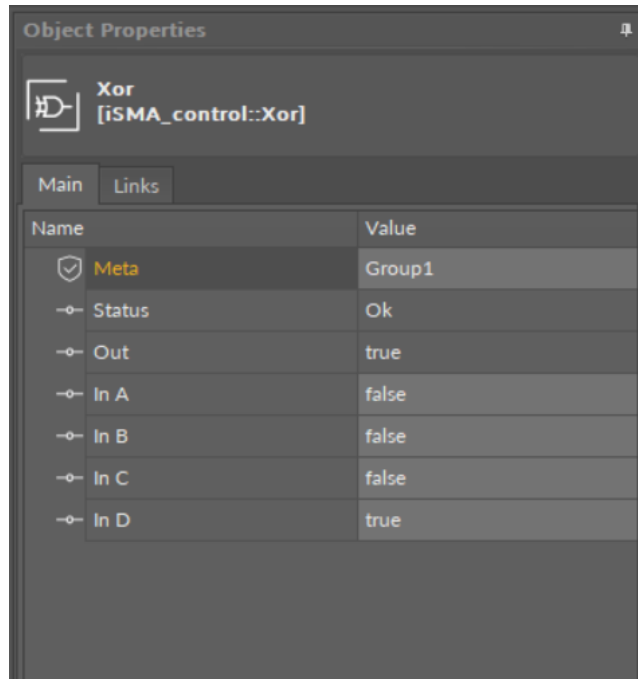 Object Properties
Xor
[iSMA_control::Xor]
Main Links
Name Value
Meta Group1
Status Ok
Out true
In A false
In B false
In C false
In D true